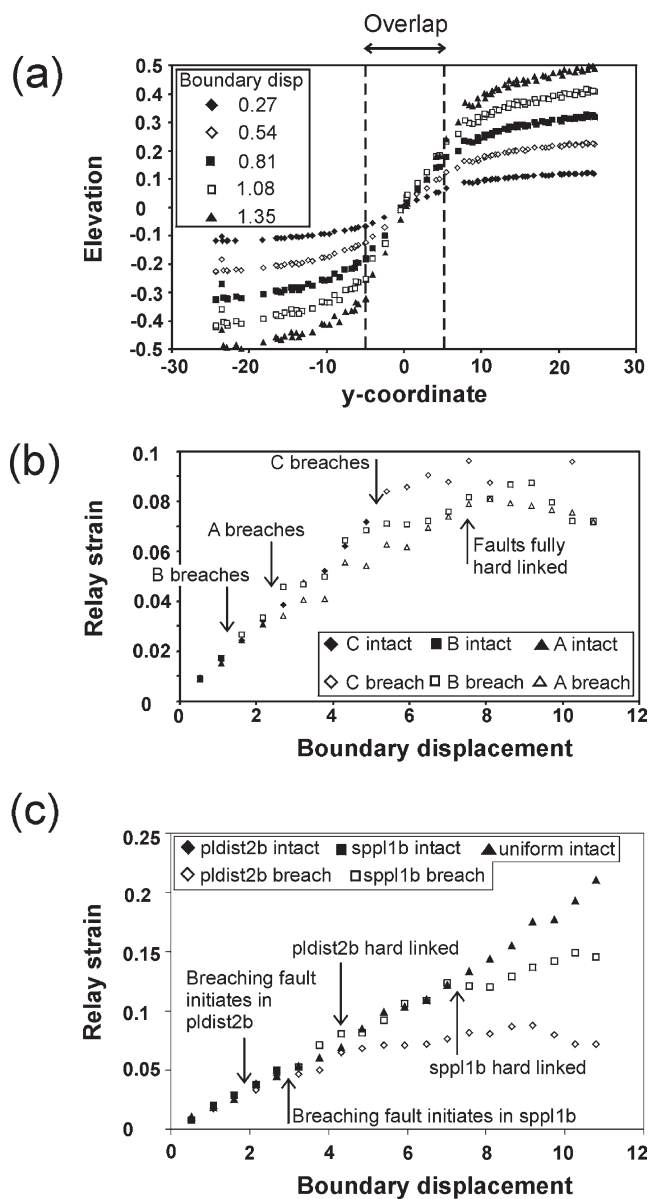 Overlap
(a)
Boundary disp
0.27
0.54
0.81
1.08
1.35
0.5
0.4
0.3
0.2
0.1
0
-0.1
-0.2
-0.3
-0.4
-0.5
Elevation
-30 -20 -10 0 10 20 30
y-coordinate
(b)
0.1
0.08
0.06
0.04
0.02
0
Relay strain
C breaches
A breaches
B breaches
Faults fully
hard linked
C intact B intact A intact
C breach B breach A breach
0 2 4 6 8 10 12
Boundary displacement
(c)
0.25
0.2
0.15
0.1
0.05
0
Relay strain
pldist2b intact sppl1b intact uniform intact
pldist2b breach sppl1b breach
pldist2b hard linked
Breaching fault
initiates in
pldist2b
sppl1b hard linked
Breaching fault initiates in sppl1b
0 2 4 6 8 10 12
Boundary displacement